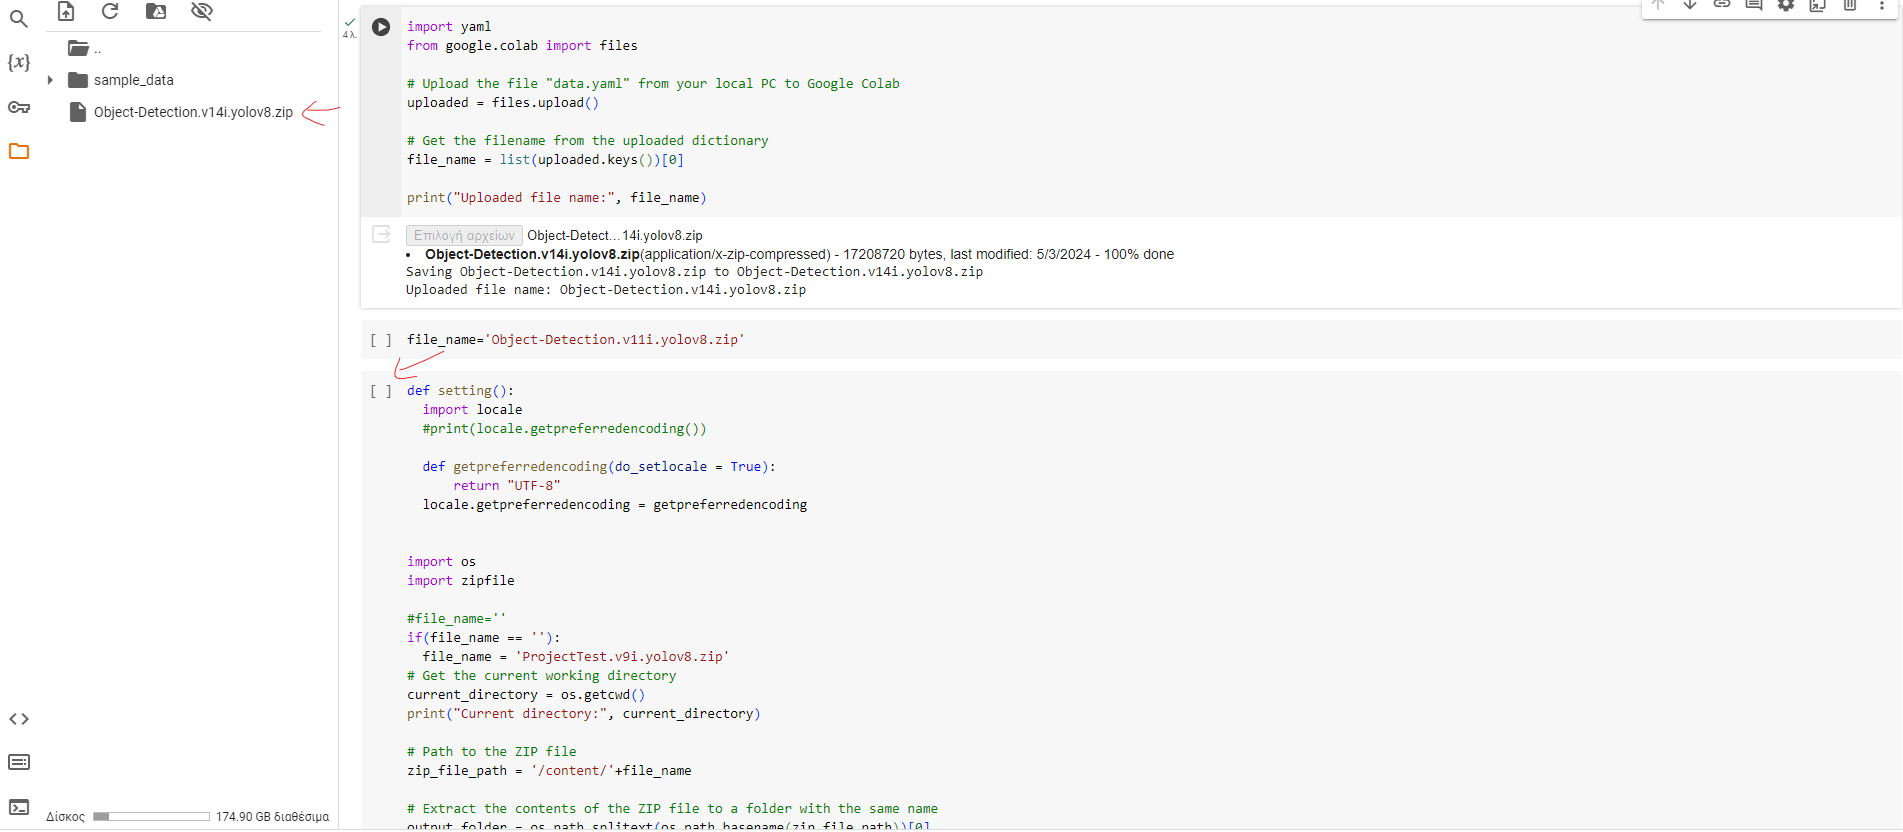 ..
sample_data
Object-Detection.v14i.yolov8.zip
{x}
Δίσκος
174.90 GB διαθέσιμα
4 λ.
import yaml
from google.colab import files
# Upload the file "data.yaml" from your local PC to Google Colab
uploaded = files.upload()
# Get the filename from the uploaded dictionary
file_name = list(uploaded.keys())[0]
print("Uploaded file name:", file_name)
Επιλογή αρχείων Object-Detect...14i.yolov8.zip
• Object-Detection.v14i.yolov8.zip(application/x-zip-compressed) - 17208720 bytes, last modified: 5/3/2024 - 100% done
Saving Object-Detection.v14i.yolov8.zip to Object-Detection.v14i.yolov8.zip
Uploaded file name: Object-Detection.v14i.yolov8.zip
[ ] file_name='Object-Detection.v11i.yolov8.zip'
[ ] def setting():
import locale
#print(locale.getpreferredencoding())
def getpreferredencoding(do_setlocale = True):
return "UTF-8"
locale.getpreferredencoding = getpreferredencoding
import os
import zipfile
#file_name=''
if(file_name == ''):
file_name = 'ProjectTest.v9i.yolov8.zip'
# Get the current working directory
current_directory = os.getcwd()
print("Current directory:", current_directory)
# Path to the ZIP file
zip_file_path = '/content/'+file_name
# Extract the contents of the ZIP file to a folder with the same name
output_folder = os.path.splitext(os.path.basename(zip_file_path))[0]